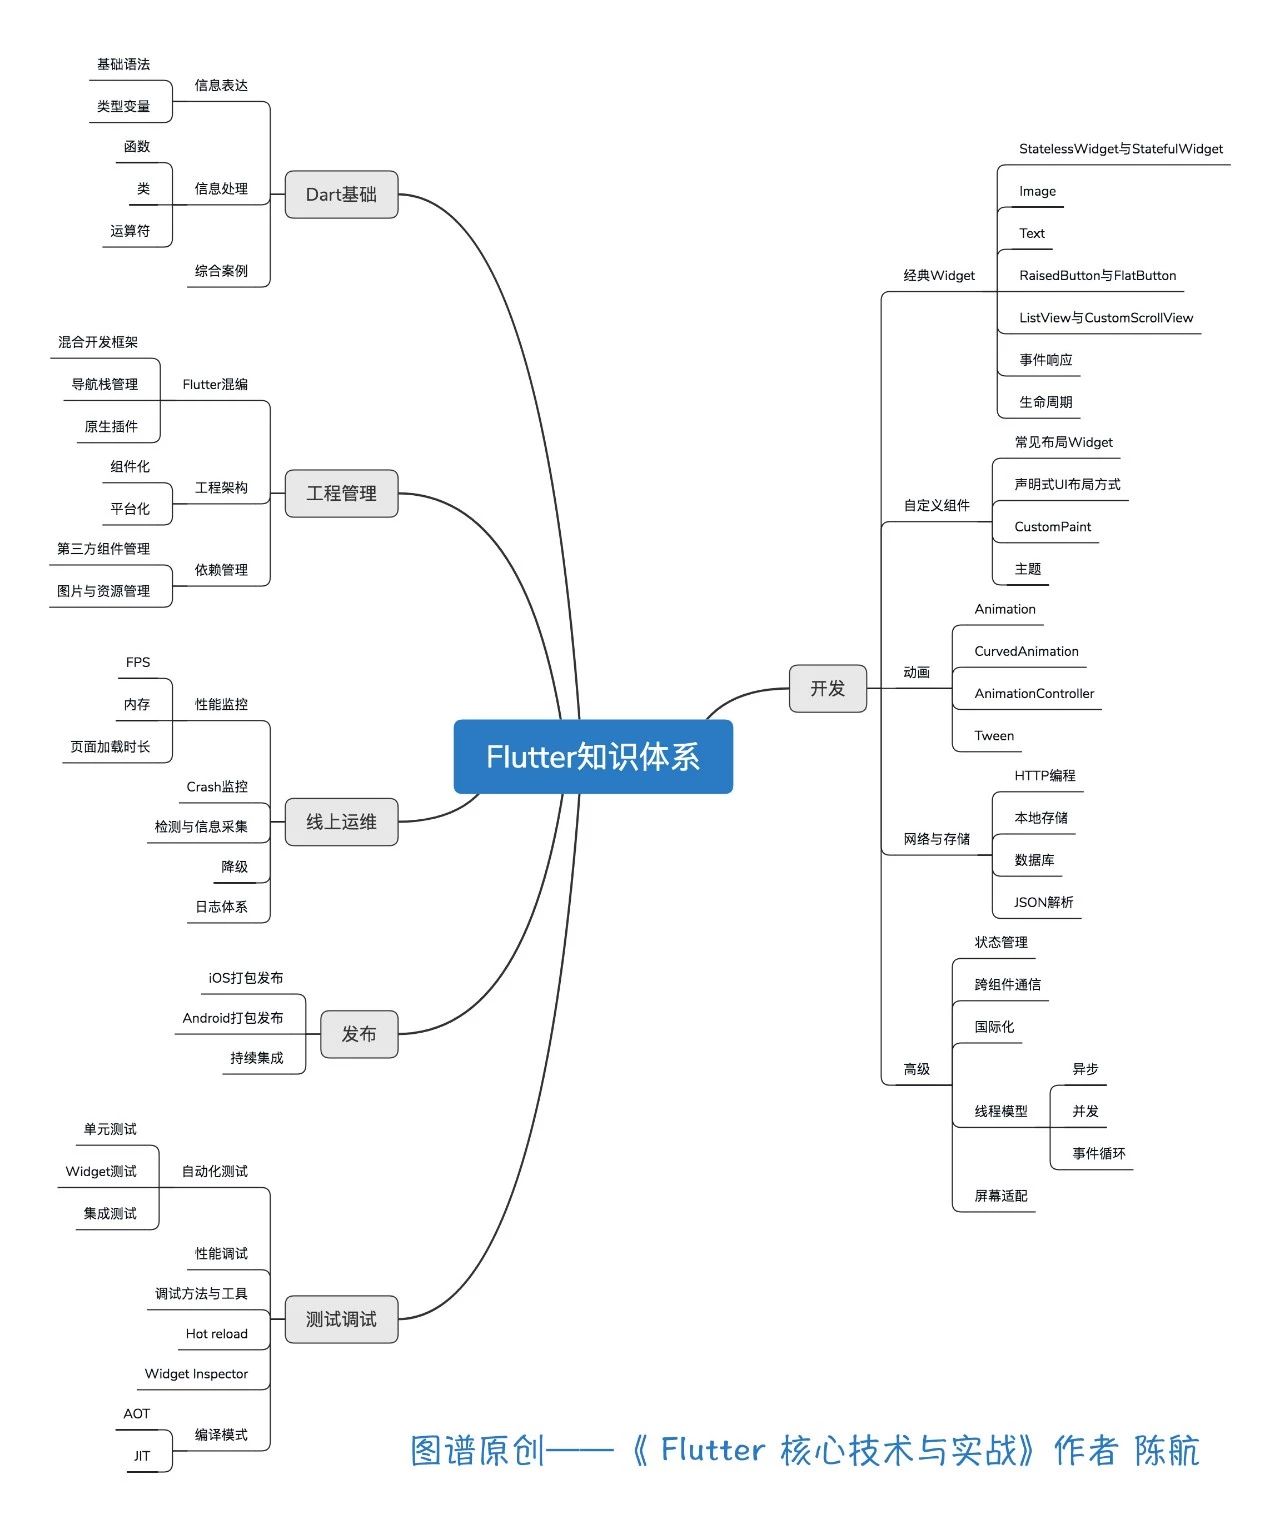 Flutter知识体系
Dart基础
信息表达
基础语法
类型变量
信息处理
函数
类
运算符
综合案例
工程管理
Flutter混编
混合开发框架
导航栈管理
原生插件
工程架构
组件化
平台化
依赖管理
第三方组件管理
图片与资源管理
线上运维
性能监控
FPS
内存
页面加载时长
Crash监控
检测与信息采集
降级
日志体系
发布
iOS打包发布
Android打包发布
持续集成
测试调试
自动化测试
单元测试
Widget测试
集成测试
性能调试
调试方法与工具
Hot reload
Widget Inspector
编译模式
AOT
JIT
开发
经典Widget
StatelessWidget与StatefulWidget
Image
Text
RaisedButton与FlatButton
ListView与CustomScrollView
事件响应
生命周期
自定义组件
常见布局Widget
声明式UI布局方式
CustomPaint
主题
动画
Animation
CurvedAnimation
AnimationController
Tween
网络与存储
HTTP编程
本地存储
数据库
JSON解析
高级
状态管理
跨组件通信
国际化
线程模型
异步
并发
事件循环
屏幕适配
图谱原创——《 Flutter 核心技术与实战》作者 陈航